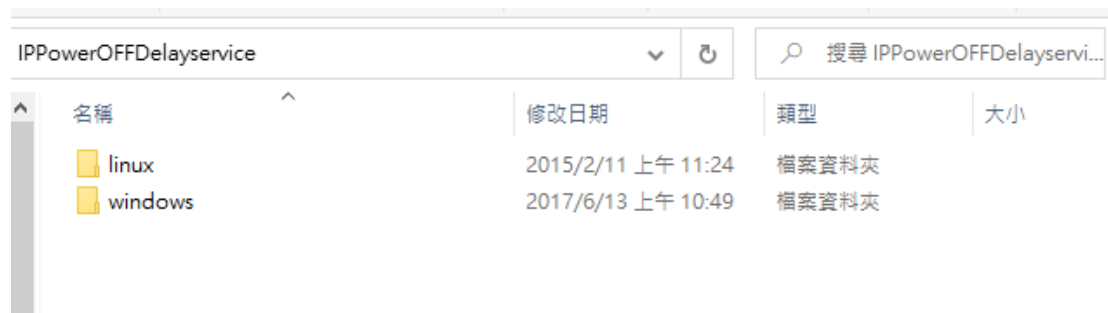 IPPowerOFFDelayservice 搜尋 IPPowerOFFDelayservi...
名稱 修改日期 類型 大小
linux 2015/2/11 上午 11:24 檔案資料夾
windows 2017/6/13 上午 10:49 檔案資料夾